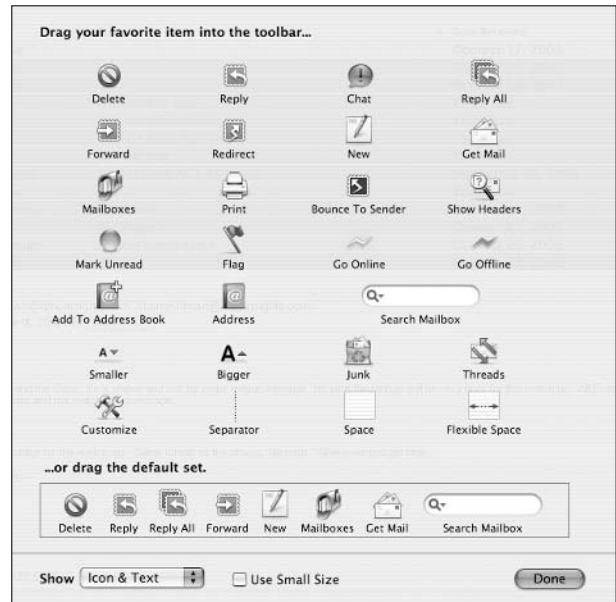 Drag your favorite item into the toolbar...
Delete Reply Chat Reply All
Forward Redirect New Get Mail
Mailboxes Print Bounce To Sender Show Headers
Mark Unread Flag Go Online Go Offline
Add To Address Book Address Search Mailbox
A A
Smaller Bigger Junk Threads
Customize Separator Space Flexible Space
...or drag the default set.
Delete Reply Reply All Forward New Mailboxes Get Mail Search Mailbox
Show Icon & Text Use Small Size Done